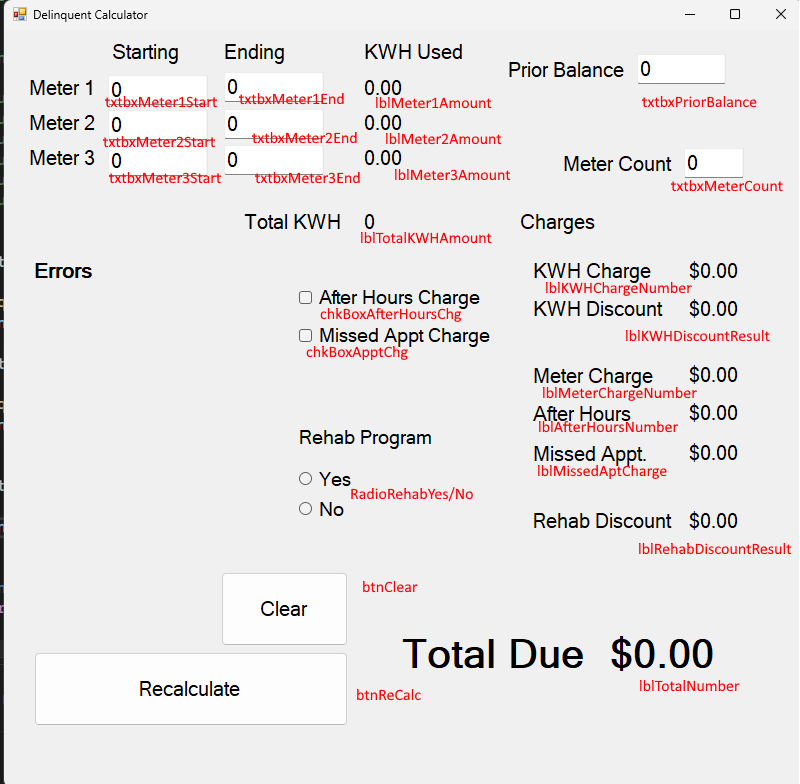 Delinquent Calculator
Starting Ending KWH Used
Prior Balance 0
txtbxPriorBalance
Meter 1 0 0 0.00
txtbxMeter1Start txtbxMeter1End lblMeter1Amount
Meter 2 0 0 0.00
txtbxMeter2Start txtbxMeter2End lblMeter2Amount
Meter 3 0 0 0.00
txtbxMeter3Start txtbxMeter3End lblMeter3Amount
Meter Count 0
txtbxMeterCount
Total KWH 0
lblTotalKWHAmount
Charges
Errors
KWH Charge $0.00
lblKWHChargeNumber
After Hours Charge
chkBoxAfterHoursChg
KWH Discount $0.00
lblKWHDiscountResult
Missed Appt Charge
chkBoxApptChg
Meter Charge $0.00
lblMeterChargeNumber
After Hours $0.00
lblAfterHoursNumber
Rehab Program
Missed Appt. $0.00
lblMissedAptCharge
Yes
RadioRehabYes/No
No
Rehab Discount $0.00
lblRehabDiscountResult
Clear
btnClear
Total Due $0.00
lblTotalNumber
Recalculate
btnReCalc